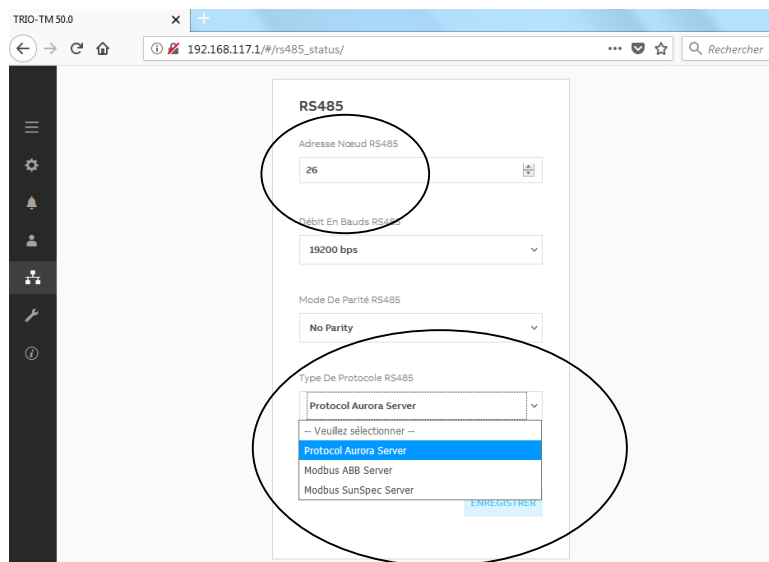 TRIO-TM 50.0
192.168.117.1/#/rs485_status/
Rechercher
RS485
Adresse Nœud RS485
26
Débit En Bauds RS485
19200 bps
Mode De Parité RS485
No Parity
Type De Protocole RS485
Protocol Aurora Server
-- Veuillez sélectionner --
Protocol Aurora Server
Modbus ABB Server
Modbus SunSpec Server
ENREGISTRER